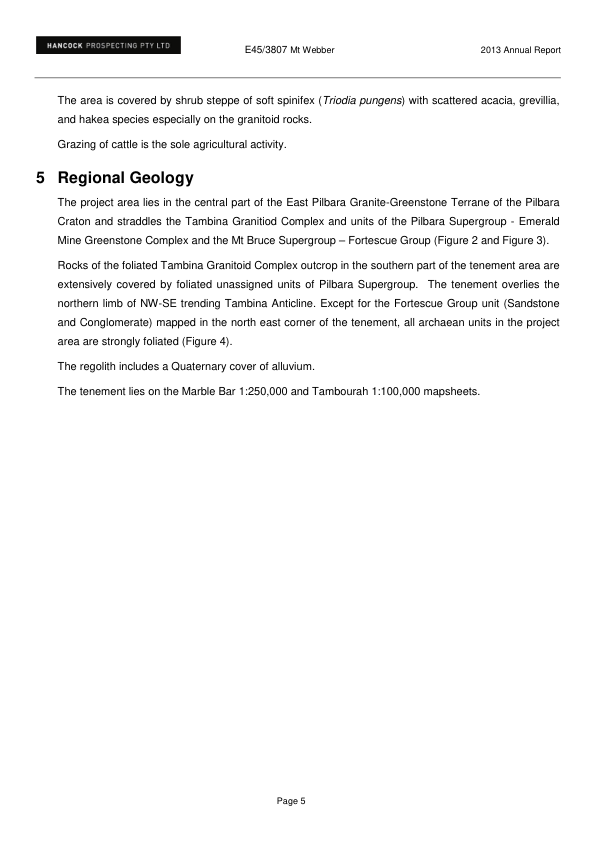 HANCOCK PROSPECTING PTY LTD
E45/3807 Mt Webber
2013 Annual Report
The area is covered by shrub steppe of soft spinifex (Triodia pungens) with scattered acacia, grevillia,
and hakea species especially on the granitoid rocks.
Grazing of cattle is the sole agricultural activity.
5 Regional Geology
The project area lies in the central part of the East Pilbara Granite-Greenstone Terrane of the Pilbara
Craton and straddles the Tambina Granitiod Complex and units of the Pilbara Supergroup - Emerald
Mine Greenstone Complex and the Mt Bruce Supergroup – Fortescue Group (Figure 2 and Figure 3).
Rocks of the foliated Tambina Granitoid Complex outcrop in the southern part of the tenement area are
extensively covered by foliated unassigned units of Pilbara Supergroup.  The tenement overlies the
northern limb of NW-SE trending Tambina Anticline. Except for the Fortescue Group unit (Sandstone
and Conglomerate) mapped in the north east corner of the tenement, all archaean units in the project
area are strongly foliated (Figure 4).
The regolith includes a Quaternary cover of alluvium.
The tenement lies on the Marble Bar 1:250,000 and Tambourah 1:100,000 mapsheets.
Page 5